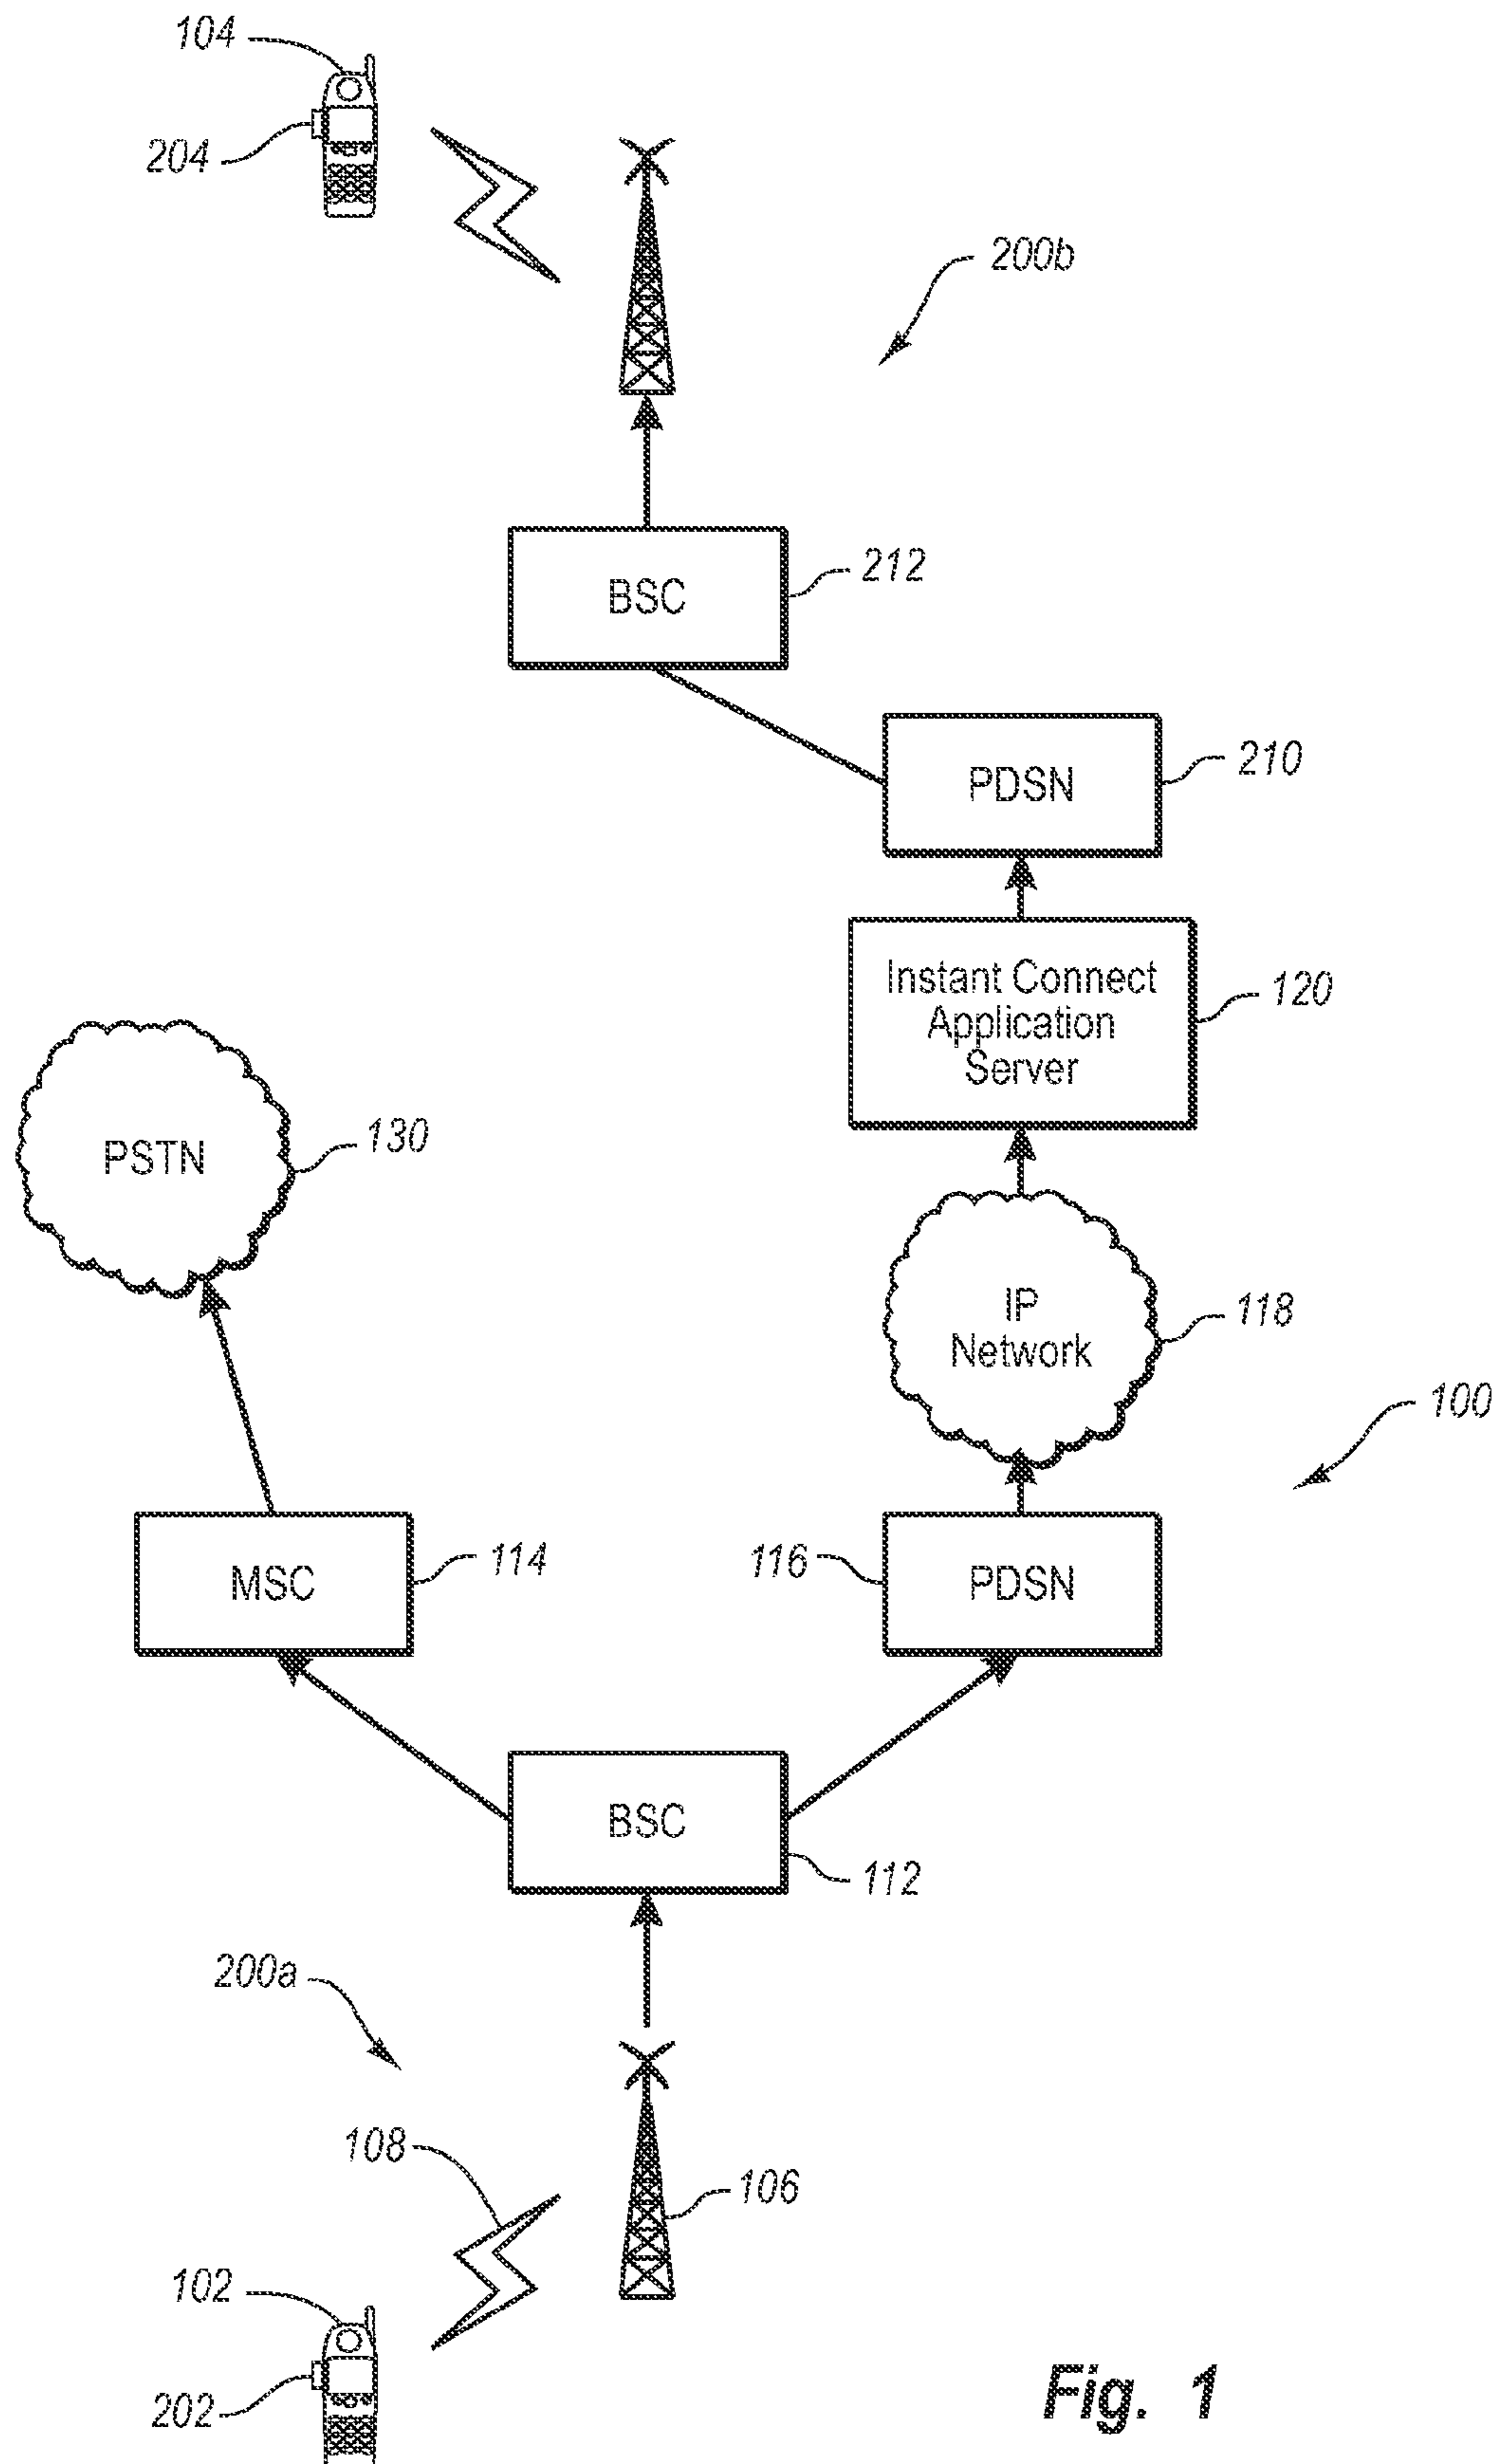 104
204
200b
BSC
212
PDSN
210
Instant Connect
Application
Server
120
PSTN
130
IP
Network
118
100
MSC
114
116
PDSN
BSC
112
200a
108
106
102
202
Fig. 1